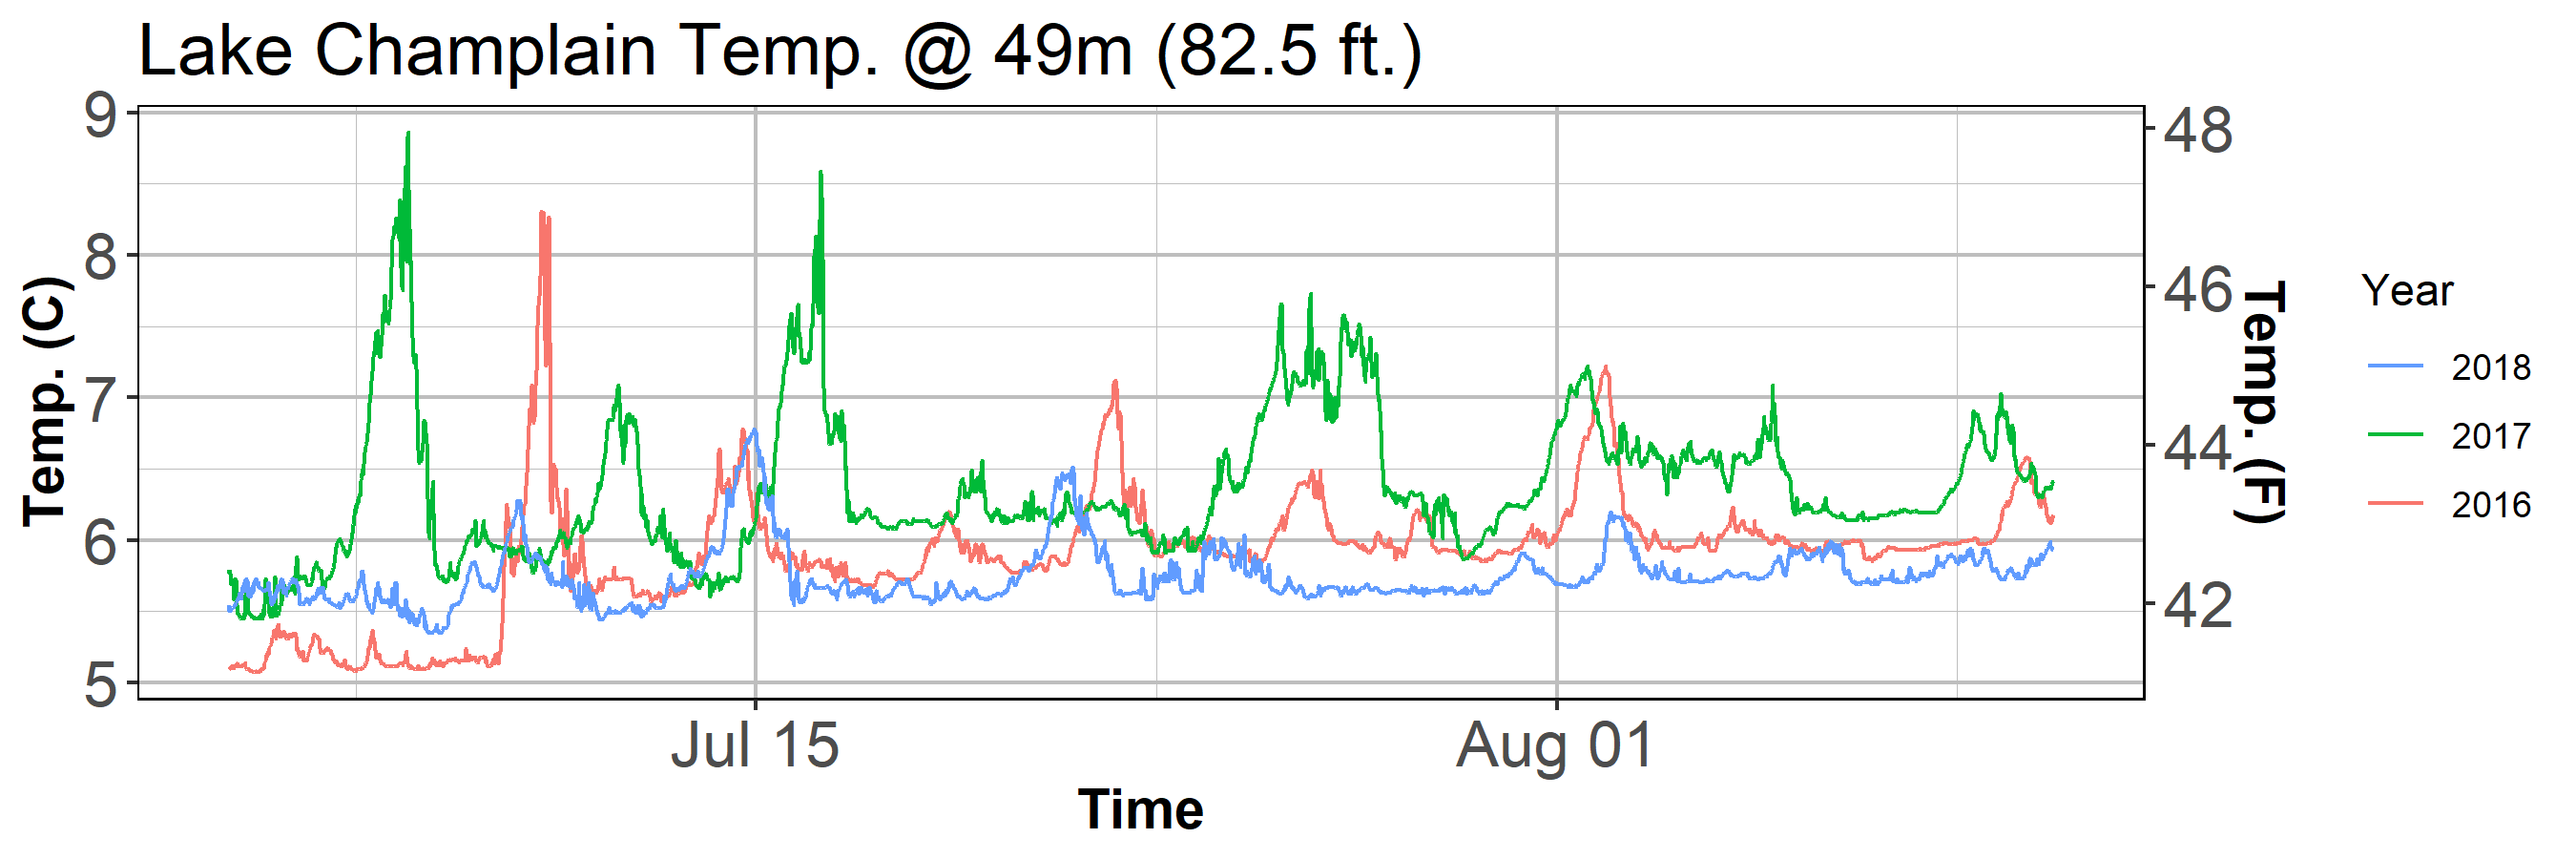 Lake Champlain Temp. @ 49m (82.5 ft.)
9
8
7
6
5
Temp. (C)
48
46
44
42
Temp. (F)
Jul 15
Aug 01
Time
Year
2018
2017
2016